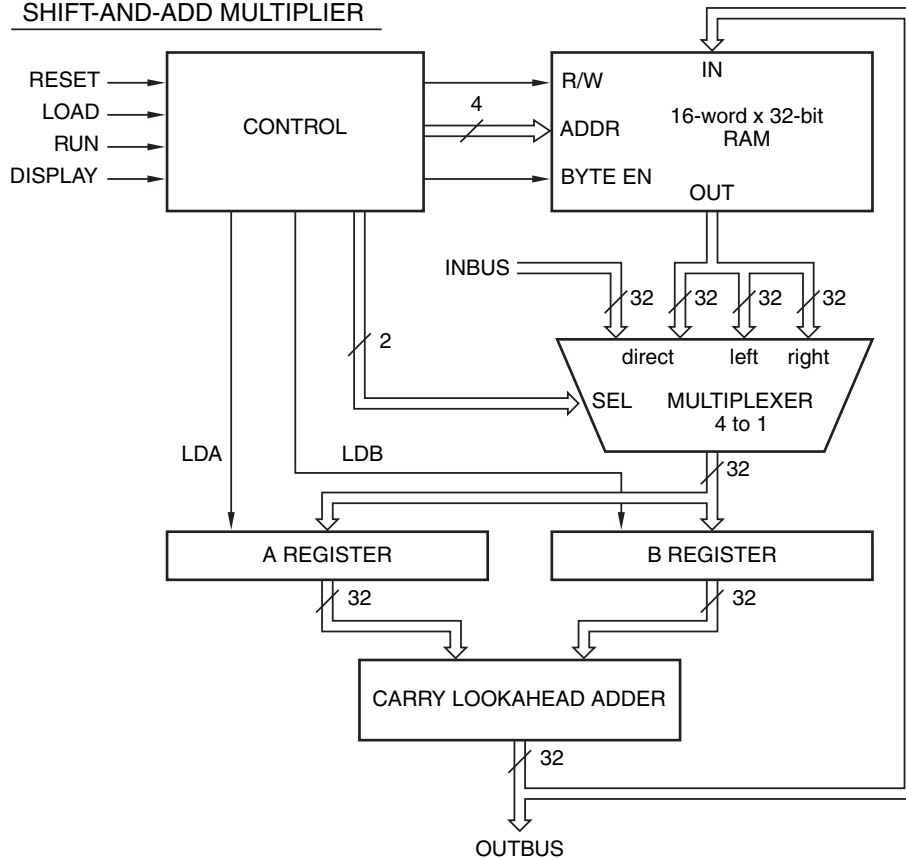 SHIFT-AND-ADD MULTIPLIER
RESET
LOAD
RUN
DISPLAY
CONTROL
4
R/W
ADDR
BYTE EN
IN
16-word x 32-bit
RAM
OUT
INBUS
32
32
32
32
2
direct
left
right
SEL
MULTIPLEXER
4 to 1
LDA
LDB
32
A REGISTER
B REGISTER
32
32
CARRY LOOKAHEAD ADDER
32
OUTBUS